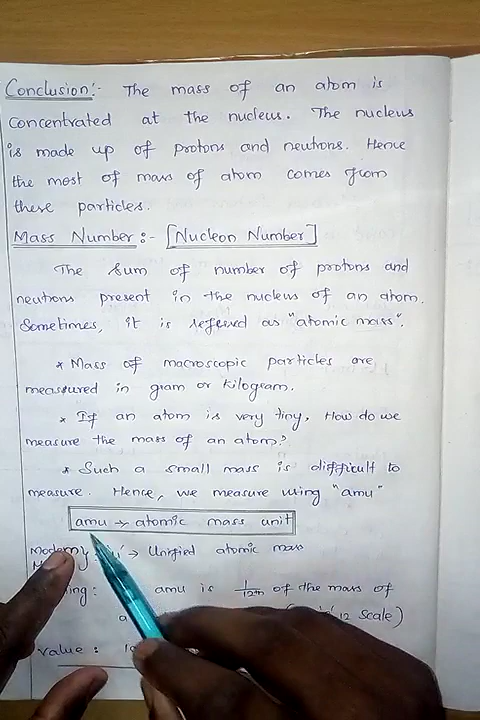 Conclusion:- The mass of an atom is
concentrated at the nucleus. The nucleus
is made up of protons and neutrons. Hence
the most of mass of atom comes from
these particles.
Mass Number:- [Nucleon Number]
The sum of number of protons and
neutrons present in the nucleus of an atom.
Sometimes, it is refered as "atomic mass".
* Mass of macroscopic particles are
measured in gram or kilogram.
* If an atom is very tiny, How do we
measure the mass of an atom?
* Such a small mass is difficult to
measure. Hence, we measure using "amu"
amu → atomic mass unit
Modern → Unified atomic mass
amu is 1/12th of the mass of
12 scale)
Value: